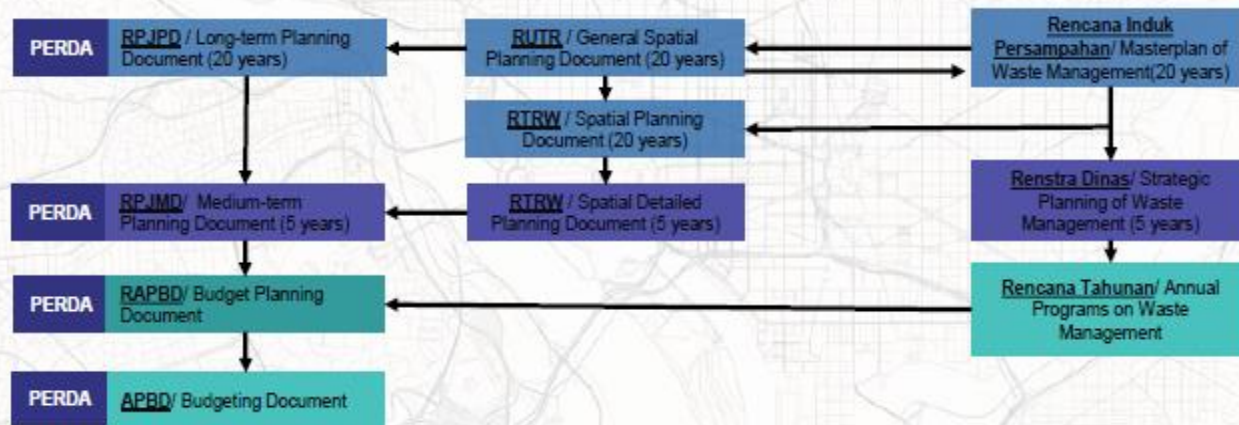 PERDA
RPJPD / Long-term Planning
Document (20 years)
RUTR / General Spatial
Planning Document (20 years)
Rencana Induk
Persampahan/ Masterplan of
Waste Management(20 years)
RTRW / Spatial Planning
Document (20 years)
PERDA
RPJMD/ Medium-term
Planning Document (5 years)
RTRW / Spatial Detailed
Planning Document (5 years)
Renstra Dinas/ Strategic
Planning of Waste
Management (5 years)
PERDA
RAPBD/ Budget Planning
Document
Rencana Tahunan/ Annual
Programs on Waste
Management
PERDA
APBD/ Budgeting Document